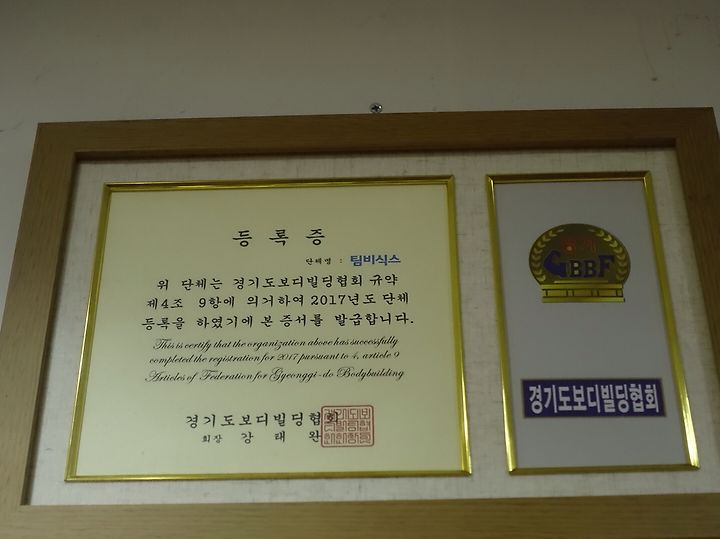 등 록 증
단체명 : 팀비식스
위 단체는 경기도보디빌딩협회 규약
제4조 9항에 의거하여 2017년도 단체
등록을 하였기에 본 증서를 발급합니다.
This is certify that the organization above has successfully
completed the registration for 2017 pursuant to 4, article 9
Articles of Federation for Gyeonggi-do Bodybuilding
경기도보디빌딩협회
회장 강 태 완
경기
GBBF
경기도보디빌딩협회